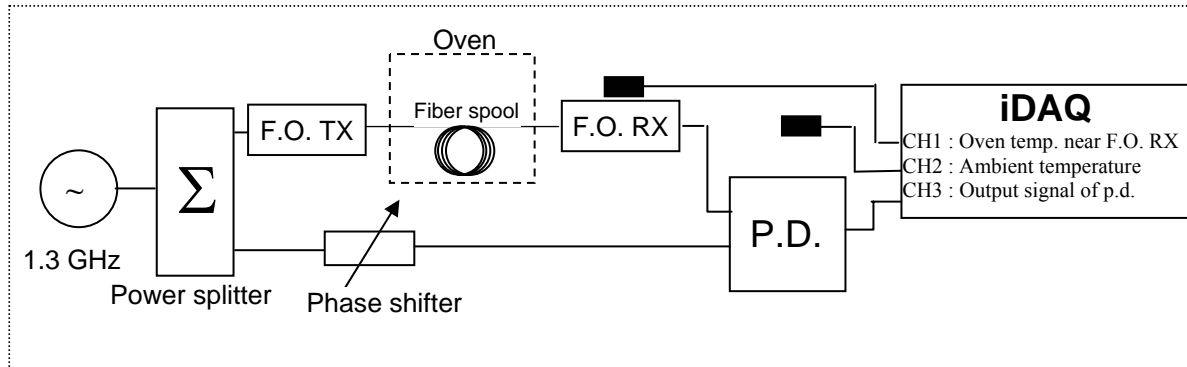 Oven
Fiber spool
F.O. TX
F.O. RX
iDAQ
CH1 : Oven temp. near F.O. RX
CH2 : Ambient temperature
CH3 : Output signal of p.d.
~
Σ
P.D.
1.3 GHz
Power splitter
Phase shifter